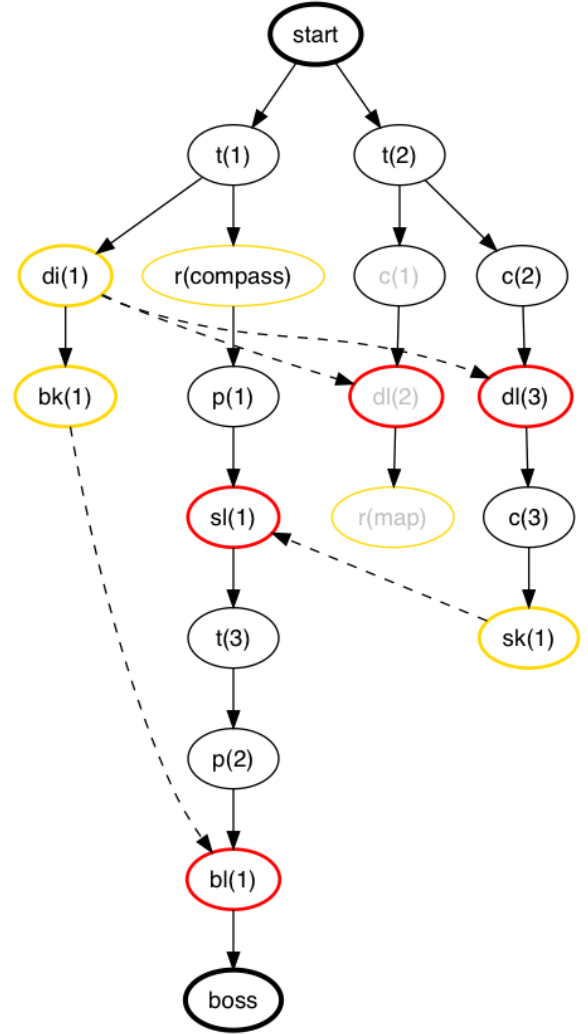 start
t(1)
t(2)
di(1)
r(compass)
c(1)
c(2)
bk(1)
p(1)
dl(2)
dl(3)
sl(1)
r(map)
c(3)
t(3)
sk(1)
p(2)
bl(1)
boss